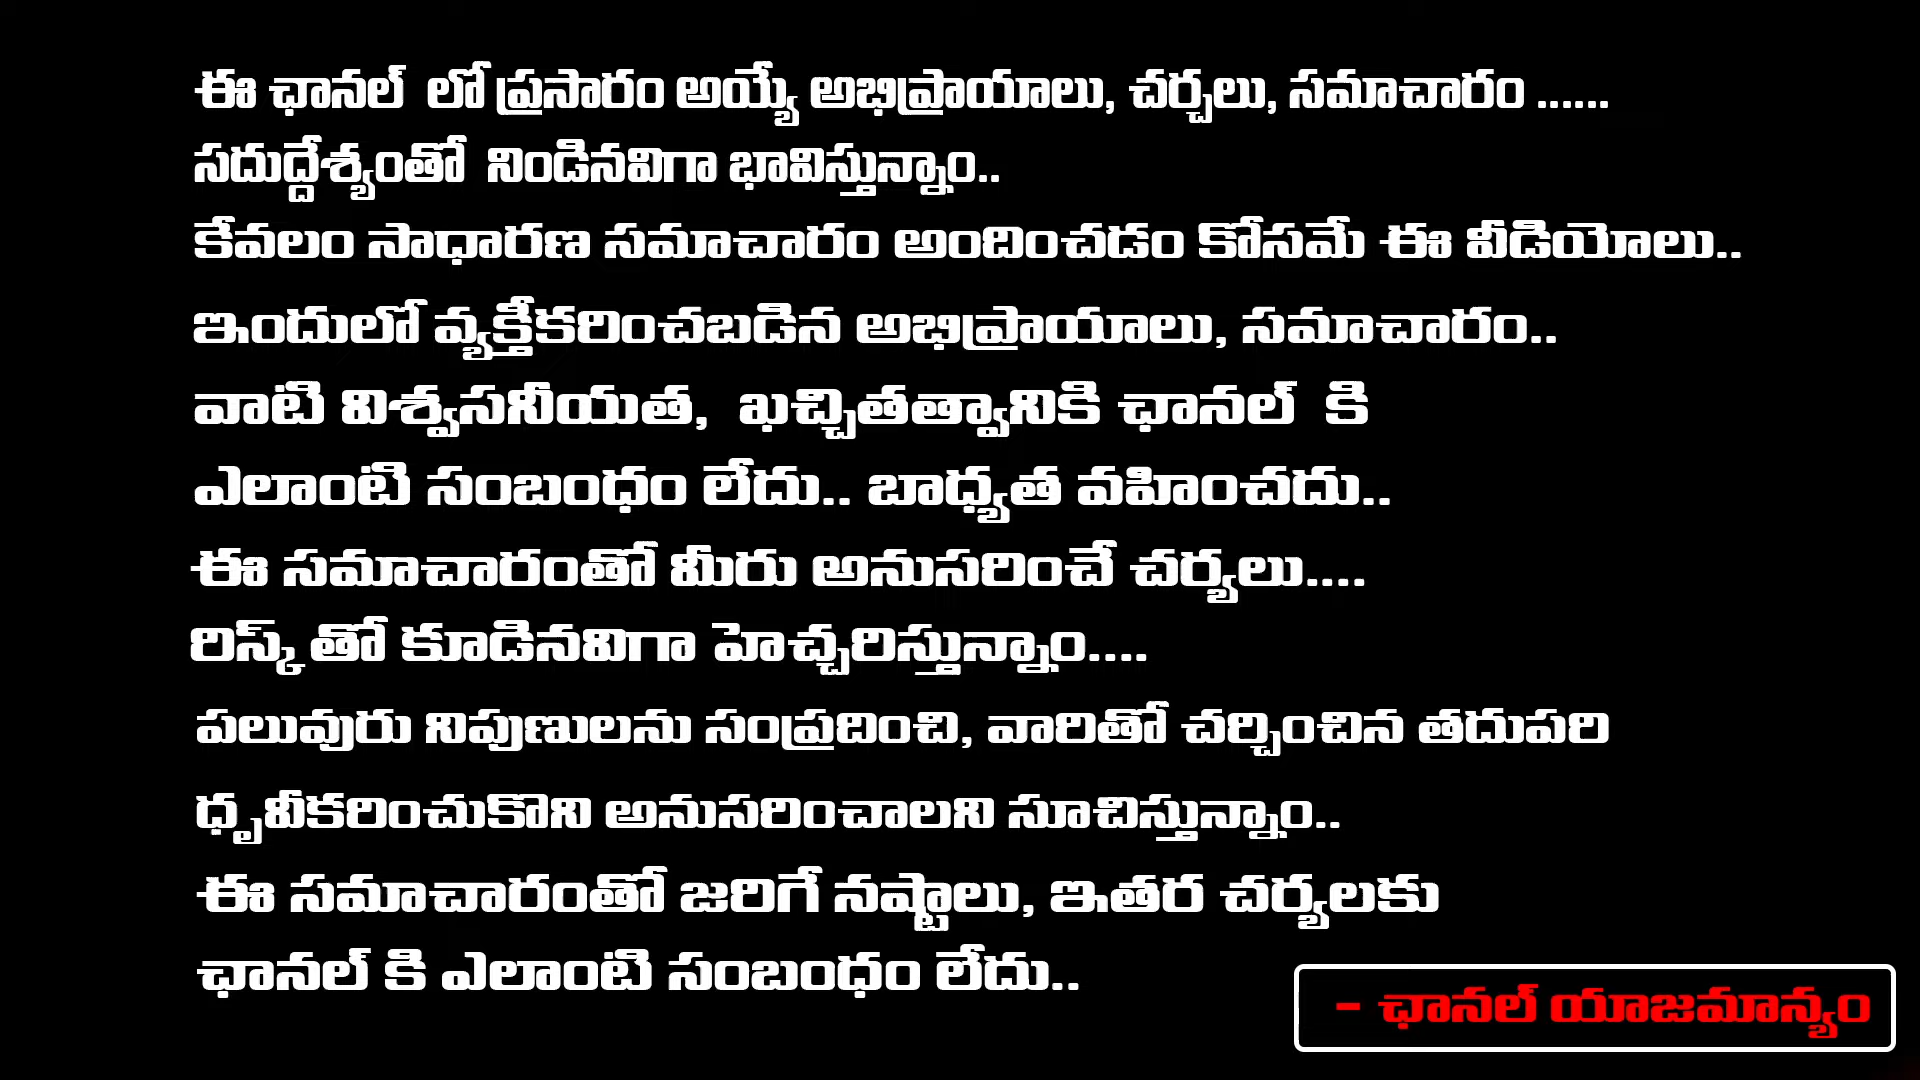 ఈ ఛానల్ లో ప్రసారం అయ్యే అభిప్రాయాలు, చర్చలు, సమాచారం ......
సదుద్దేశ్యంతో నిండినవిగా భావిస్తున్నాం..
కేవలం సాధారణ సమాచారం అందించడం కోసమే ఈ వీడియోలు..
ఇందులో వ్యక్తీకరించబడిన అభిప్రాయాలు, సమాచారం..
వాటి విశ్వసనీయత, ఖచ్చితత్వానికి ఛానల్ కి
ఎలాంటి సంబంధం లేదు.. బాధ్యత వహించదు..
ఈ సమాచారంతో మీరు అనుసరించే చర్యలు....
రిస్క్ తో కూడినవిగా హెచ్చరిస్తున్నాం....
పలువురు నిపుణులను సంప్రదించి, వారితో చర్చించిన తదుపరి
ధృవీకరించుకొని అనుసరించాలని సూచిస్తున్నాం..
ఈ సమాచారంతో జరిగే నష్టాలు, ఇతర చర్యలకు
ఛానల్ కి ఎలాంటి సంబంధం లేదు..
- ఛానల్ యాజమాన్యం